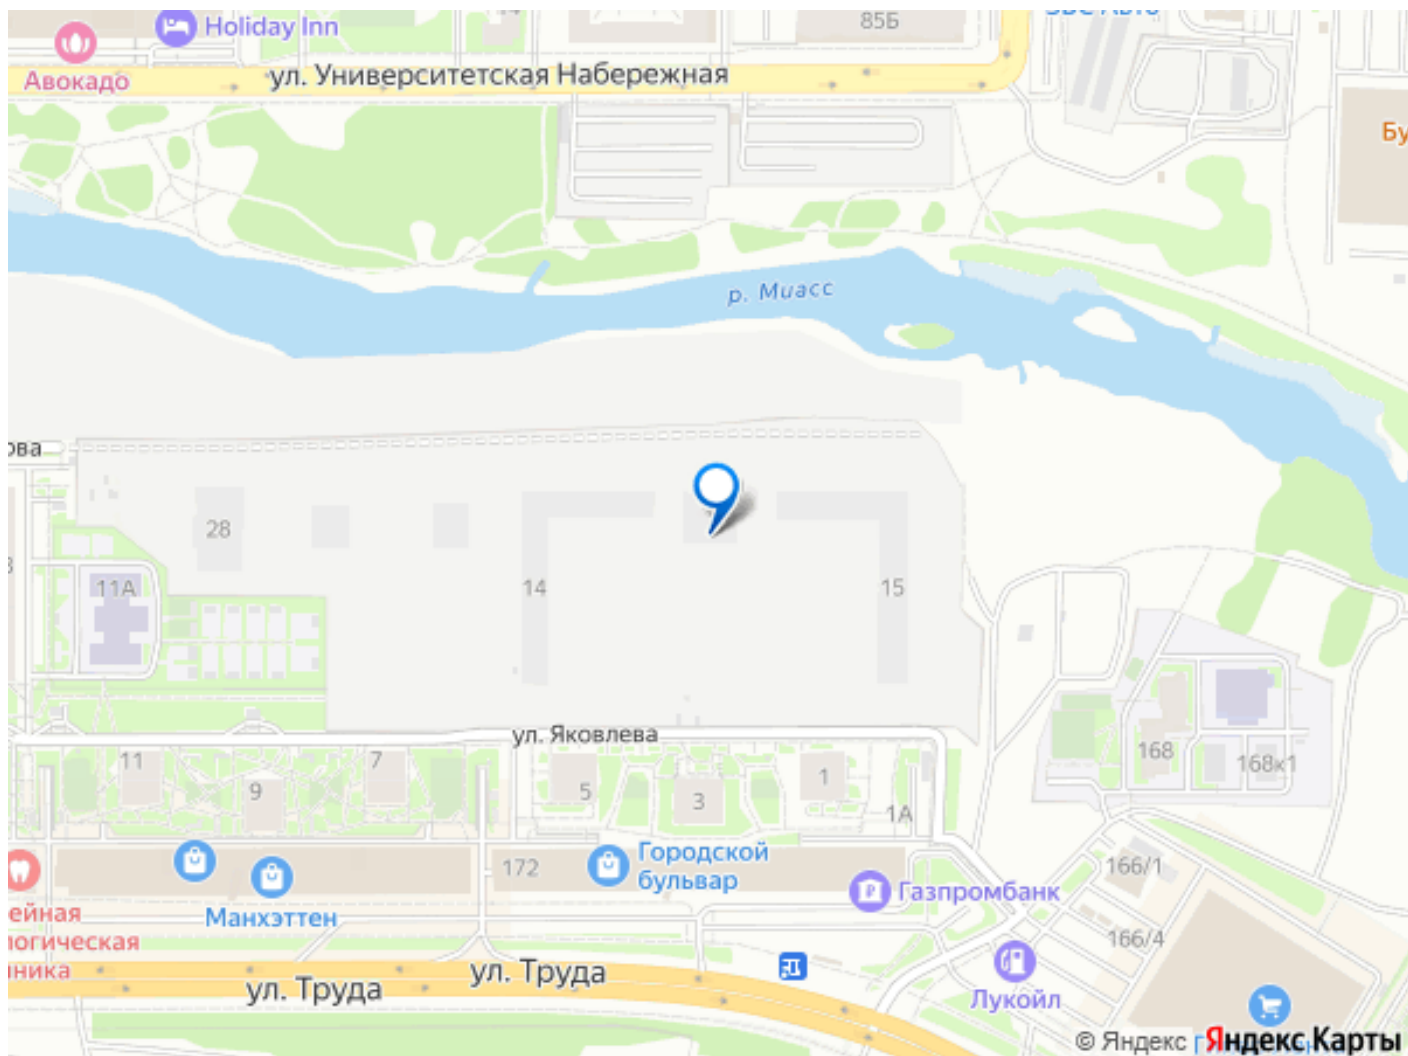 85Б
Holiday Inn
Авокадо
ул. Университетская Набережная
р. Миасс
ова
28
11А
14
15
ул. Яковлева
11
9
7
5
3
1
1А
168
168к1
172
Городской
бульвар
Манхэттен
Газпромбанк
166/1
166/4
ейная
логическая
ника
ул. Труда
ул. Труда
Лукойл
© Яндекс
Яндекс Карты